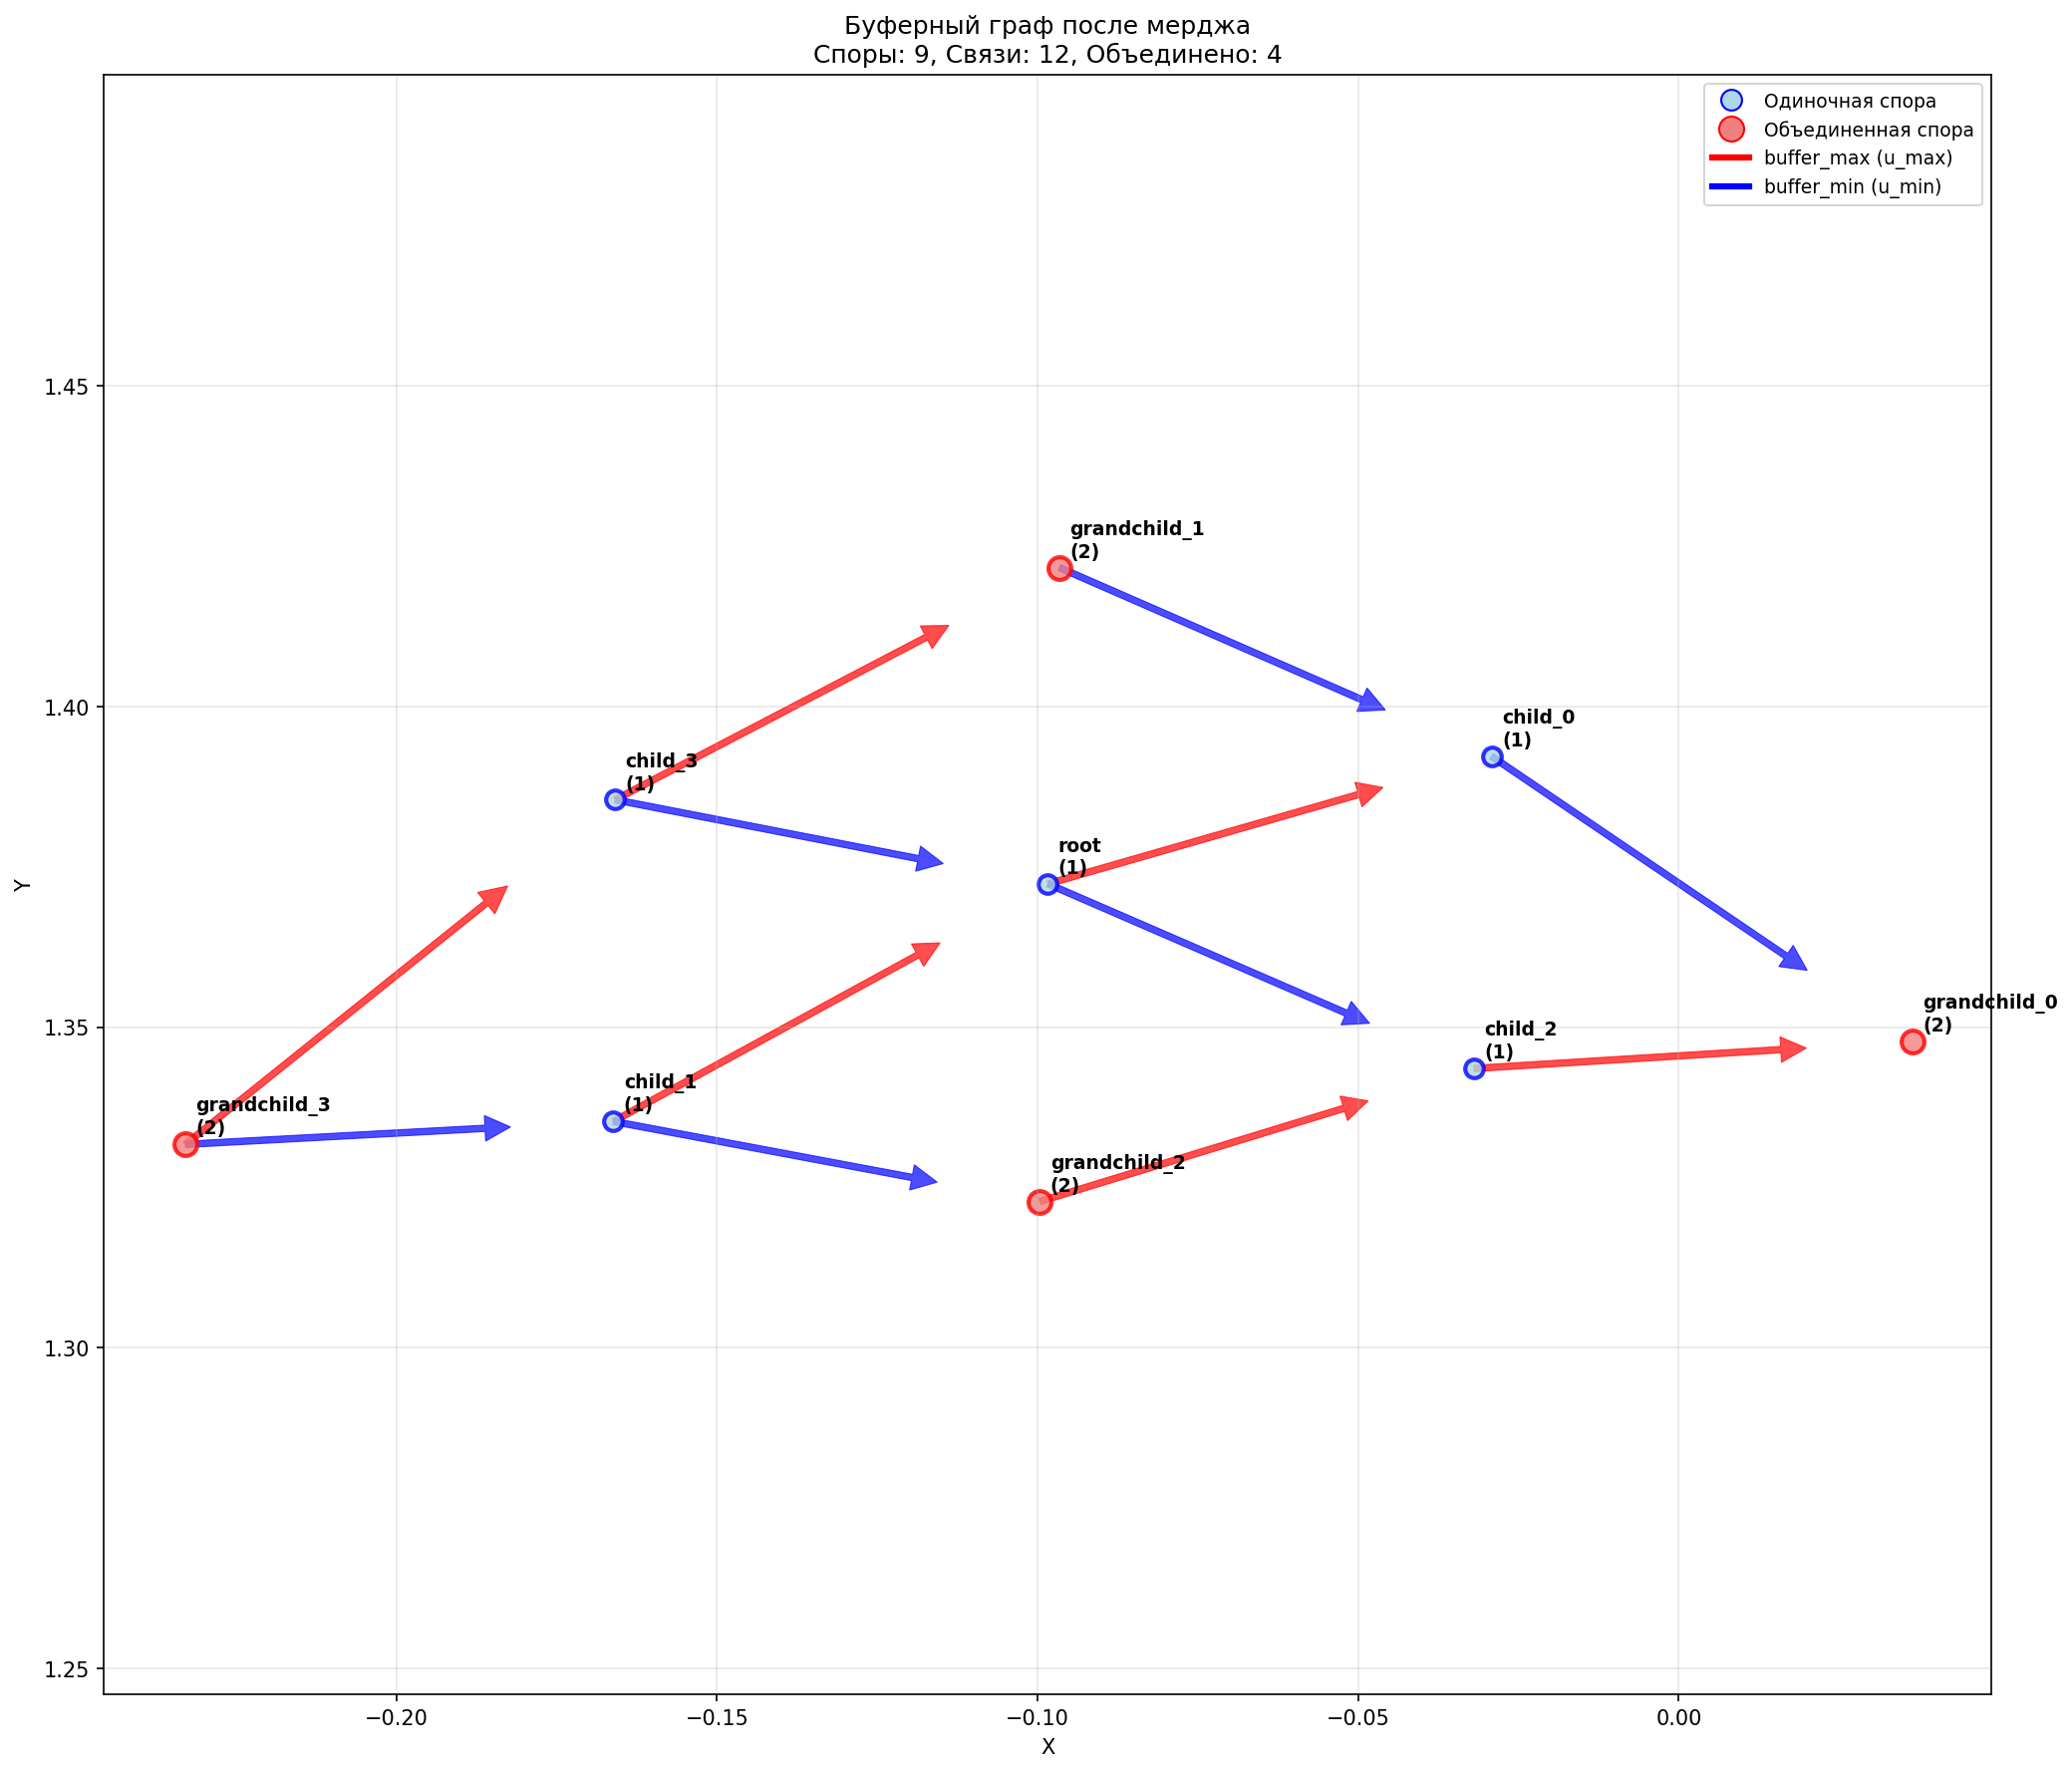 Буферный граф после мерджа
Споры: 9, Связи: 12, Объединено: 4
Одиночная спора
Объединенная спора
buffer_max (u_max)
buffer_min (u_min)
1.45
grandchild_1
(2)
1.40
child_0
(1)
child_3
(1)
root
(1)
Y
grandchild_0
(2)
1.35
child_2
(1)
child_1
(1)
grandchild_3
(2)
grandchild_2
(2)
1.30
1.25
−0.20
−0.15
−0.10
−0.05
0.00
X